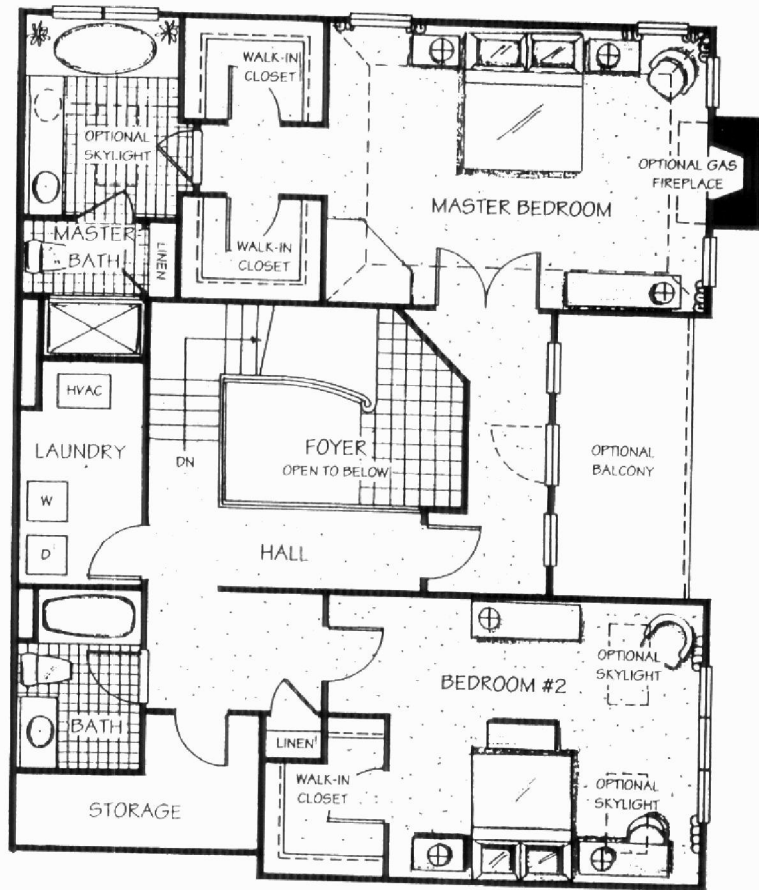 WALK-IN
CLOSET
OPTIONAL
SKYLIGHT
OPTIONAL GAS
FIREPLACE
MASTER BEDROOM
MASTER
BATH
LINEN
WALK-IN
CLOSET
HVAC
LAUNDRY
FOYER
OPEN TO BELOW
DN
OPTIONAL
BALCONY
W
D
HALL
OPTIONAL
SKYLIGHT
BEDROOM #2
BATH
LINEN
WALK-IN
CLOSET
OPTIONAL
SKYLIGHT
STORAGE